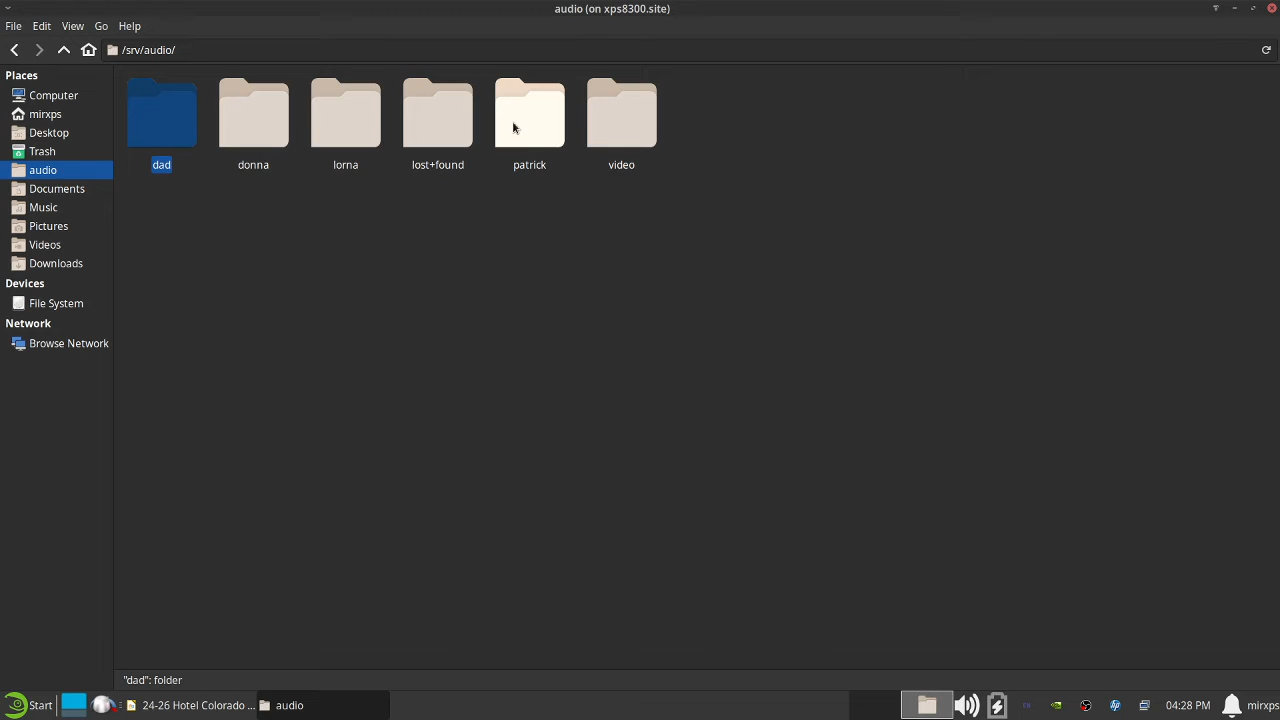 audio (on xps8300.site)
File Edit View Go Help
/srv/audio/
Places
Computer
mirxps
Desktop
Trash
audio
Documents
Music
Pictures
Videos
Downloads
Devices
File System
Network
Browse Network
dad donna lorna lost+found patrick video
"dad": folder
Start 24-26 Hotel Colorado ... audio 04:28 PM mirxps